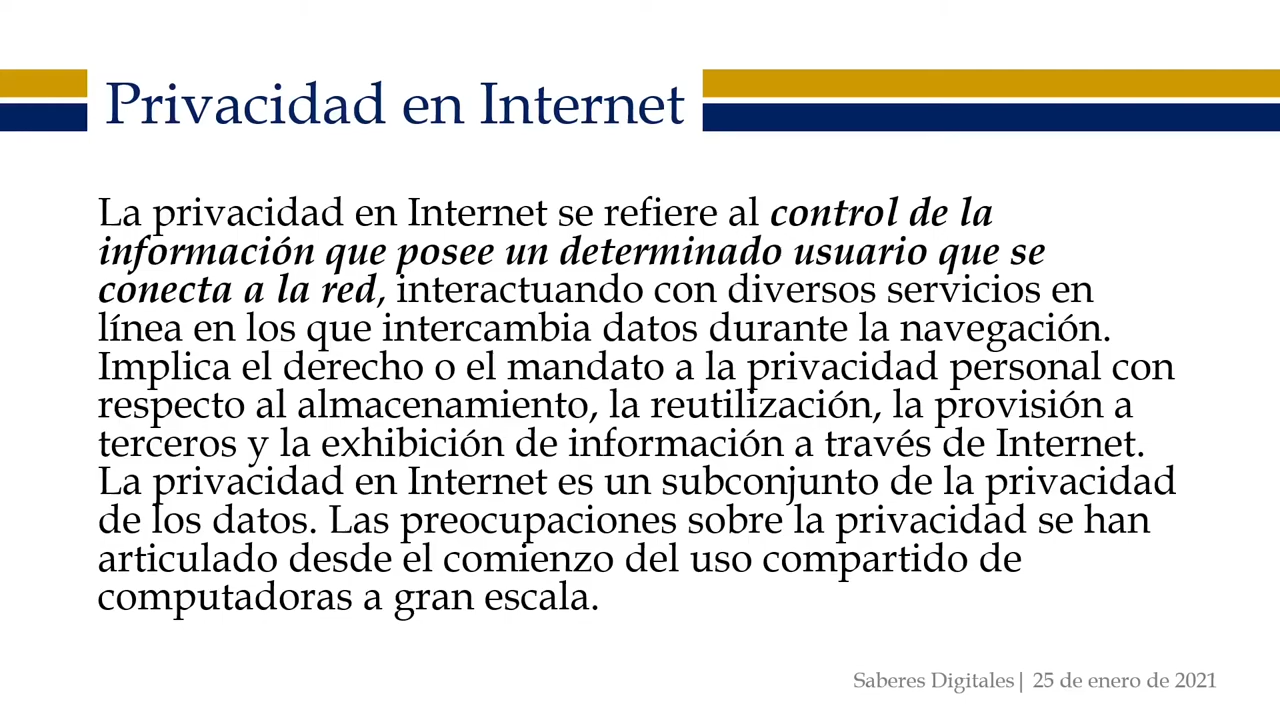 Privacidad en Internet
La privacidad en Internet se refiere al control de la
información que posee un determinado usuario que se
conecta a la red, interactuando con diversos servicios en
línea en los que intercambia datos durante la navegación.
Implica el derecho o el mandato a la privacidad personal con
respecto al almacenamiento, la reutilización, la provisión a
terceros y la exhibición de información a través de Internet.
La privacidad en Internet es un subconjunto de la privacidad
de los datos. Las preocupaciones sobre la privacidad se han
articulado desde el comienzo del uso compartido de
computadoras a gran escala.
Saberes Digitales| 25 de enero de 2021